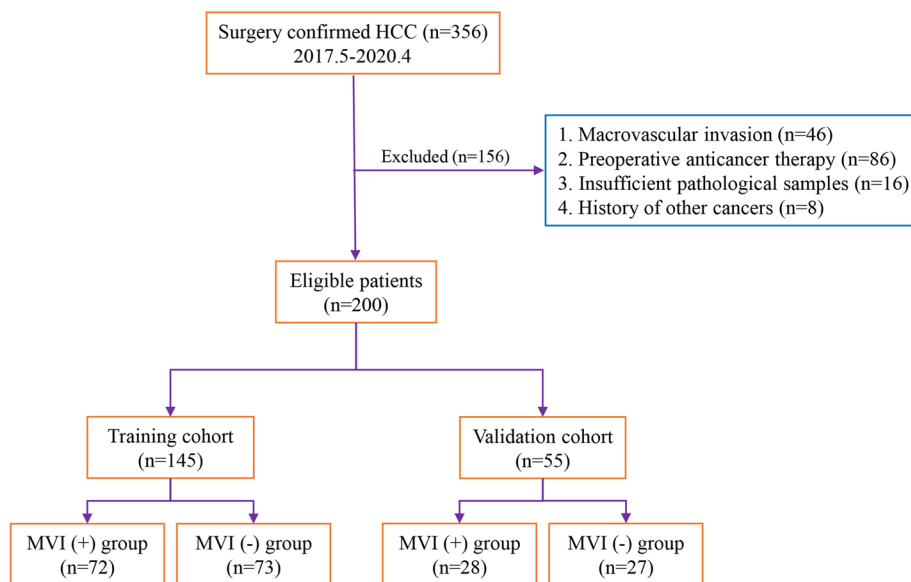 Surgery confirmed HCC (n=356)
2017.5-2020.4
Excluded (n=156)
1. Macrovascular invasion (n=46)
2. Preoperative anticancer therapy (n=86)
3. Insufficient pathological samples (n=16)
4. History of other cancers (n=8)
Eligible patients
(n=200)
Training cohort
(n=145)
Validation cohort
(n=55)
MVI (+) group
(n=72)
MVI (-) group
(n=73)
MVI (+) group
(n=28)
MVI (-) group
(n=27)